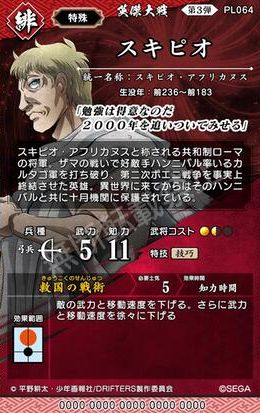 緋
特殊
英傑大戦
第3弾
PL064
スキピオ
統一名称：スキピオ・アフリカヌス
生没年：前236～前183
「勉強は得意なのだ
2000年を追いついてみせる」
スキピオ・アフリカヌスと称される共和制ローマ
の将軍。ザマの戦いで好敵手ハンニバル率いるカ
ルタゴ軍を打ち破り、第二次ポエニ戦争を事実上
終結させた英雄。異世界に来てからはそのハンニ
バルと共に十月機関に保護されている。
兵種 武力 知力 武将コスト
弓兵 5 11 特技 技巧
きゅうこくのせんじゅつ 必要士気 効果時間
救国の戦術 5 知力時間
効果範囲
敵の武力と移動速度を下げる。さらに武力
と移動速度を徐々に下げる
© 平野耕太・少年画報社/DRIFTERS製作委員会 ©SEGA
0000-0000-0000-0000-0000